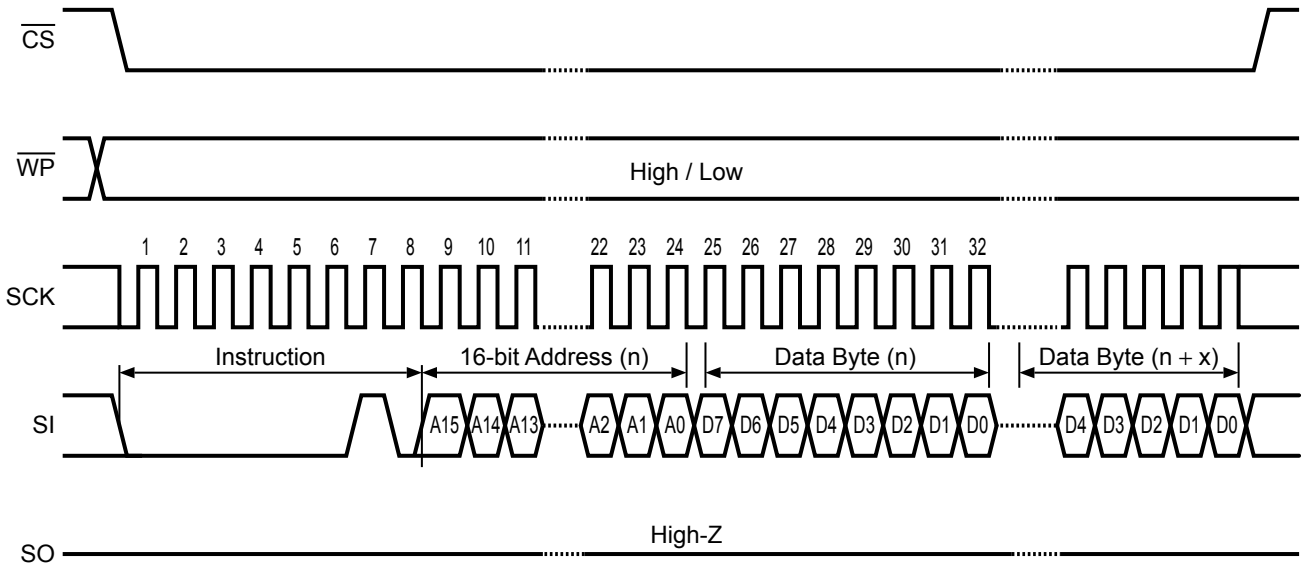 CS
WP
High / Low
1 2 3 4 5 6 7 8 9 10 11 22 23 24 25 26 27 28 29 30 31 32
SCK
Instruction 16-bit Address (n) Data Byte (n) Data Byte (n + x)
SI A15 A14 A13 A2 A1 A0 D7 D6 D5 D4 D3 D2 D1 D0 D4 D3 D2 D1 D0
High-Z
SO